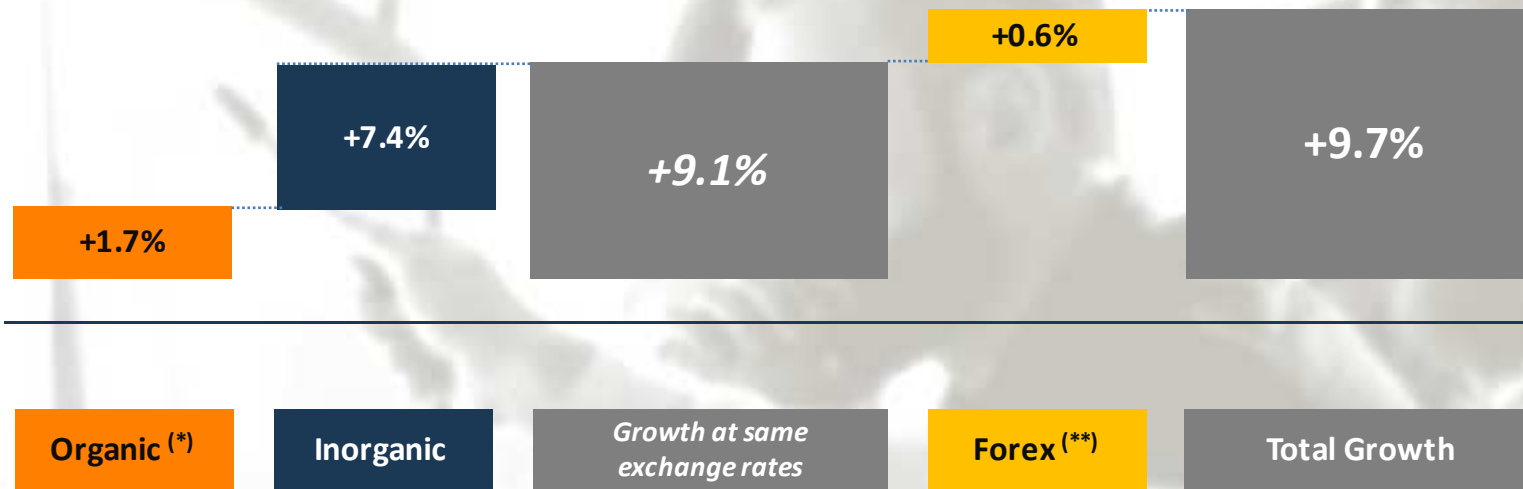 +0.6%
+7.4%
+9.1%
+9.7%
+1.7%
Organic (*)
Inorganic
Growth at same
exchange rates
Forex (**)
Total Growth